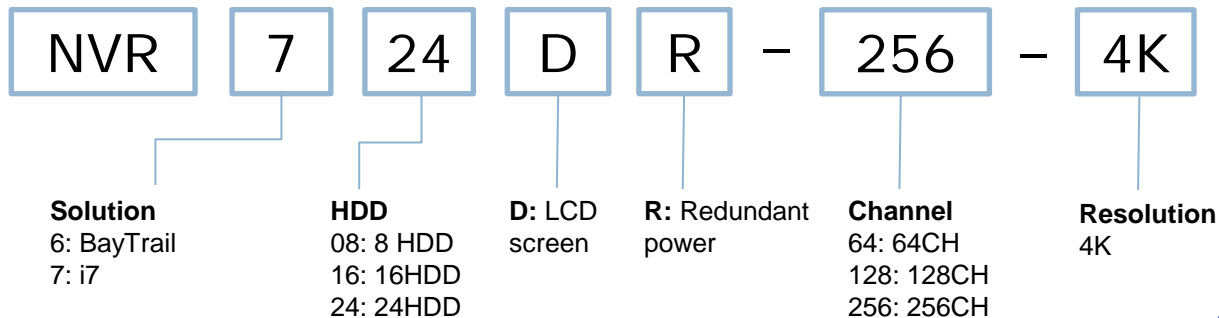 NVR 7 24 D R – 256 – 4K
Solution
6: BayTrail
7: i7
HDD
08: 8 HDD
16: 16HDD
24: 24HDD
D: LCD
screen
R: Redundant
power
Channel
64: 64CH
128: 128CH
256: 256CH
Resolution
4K